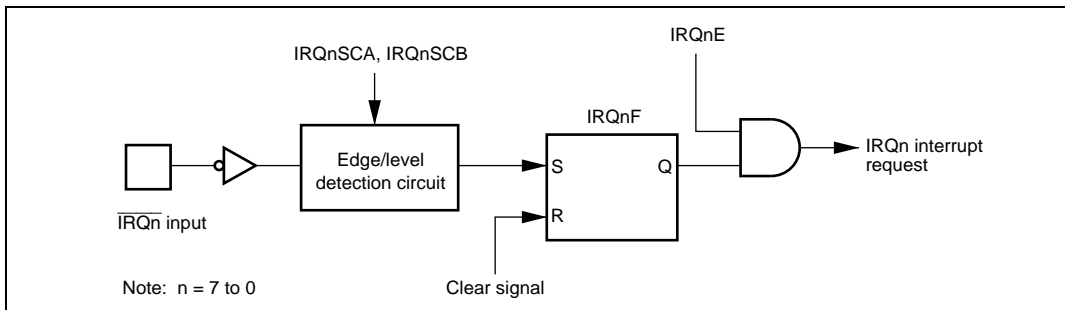 IRQnE
IRQnSCA, IRQnSCB
IRQnF
Edge/level
detection circuit
S
Q
R
IRQn interrupt
request
IRQn input
Clear signal
Note: n = 7 to 0